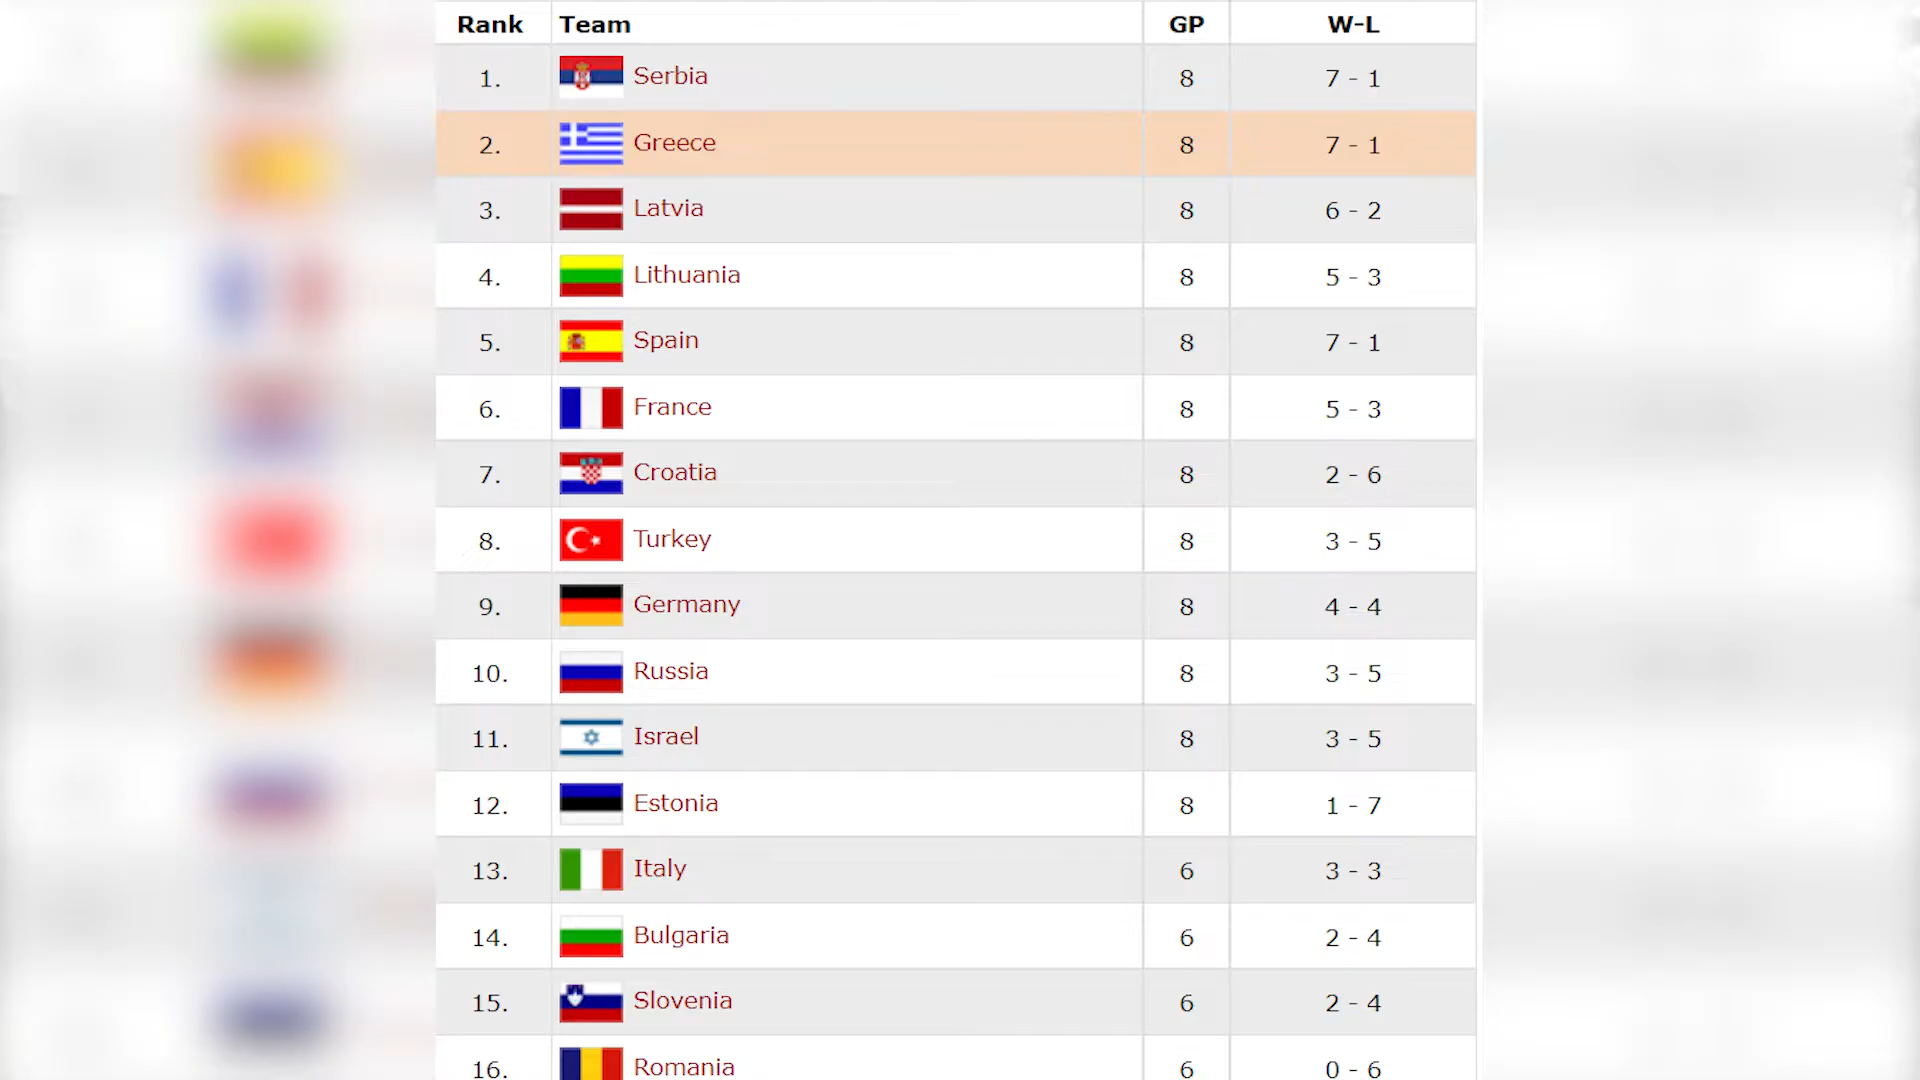 Rank Team GP W-L
1. Serbia 8 7 - 1
2. Greece 8 7 - 1
3. Latvia 8 6 - 2
4. Lithuania 8 5 - 3
5. Spain 8 7 - 1
6. France 8 5 - 3
7. Croatia 8 2 - 6
8. Turkey 8 3 - 5
9. Germany 8 4 - 4
10. Russia 8 3 - 5
11. Israel 8 3 - 5
12. Estonia 8 1 - 7
13. Italy 6 3 - 3
14. Bulgaria 6 2 - 4
15. Slovenia 6 2 - 4
16. Romania 6 0 - 6